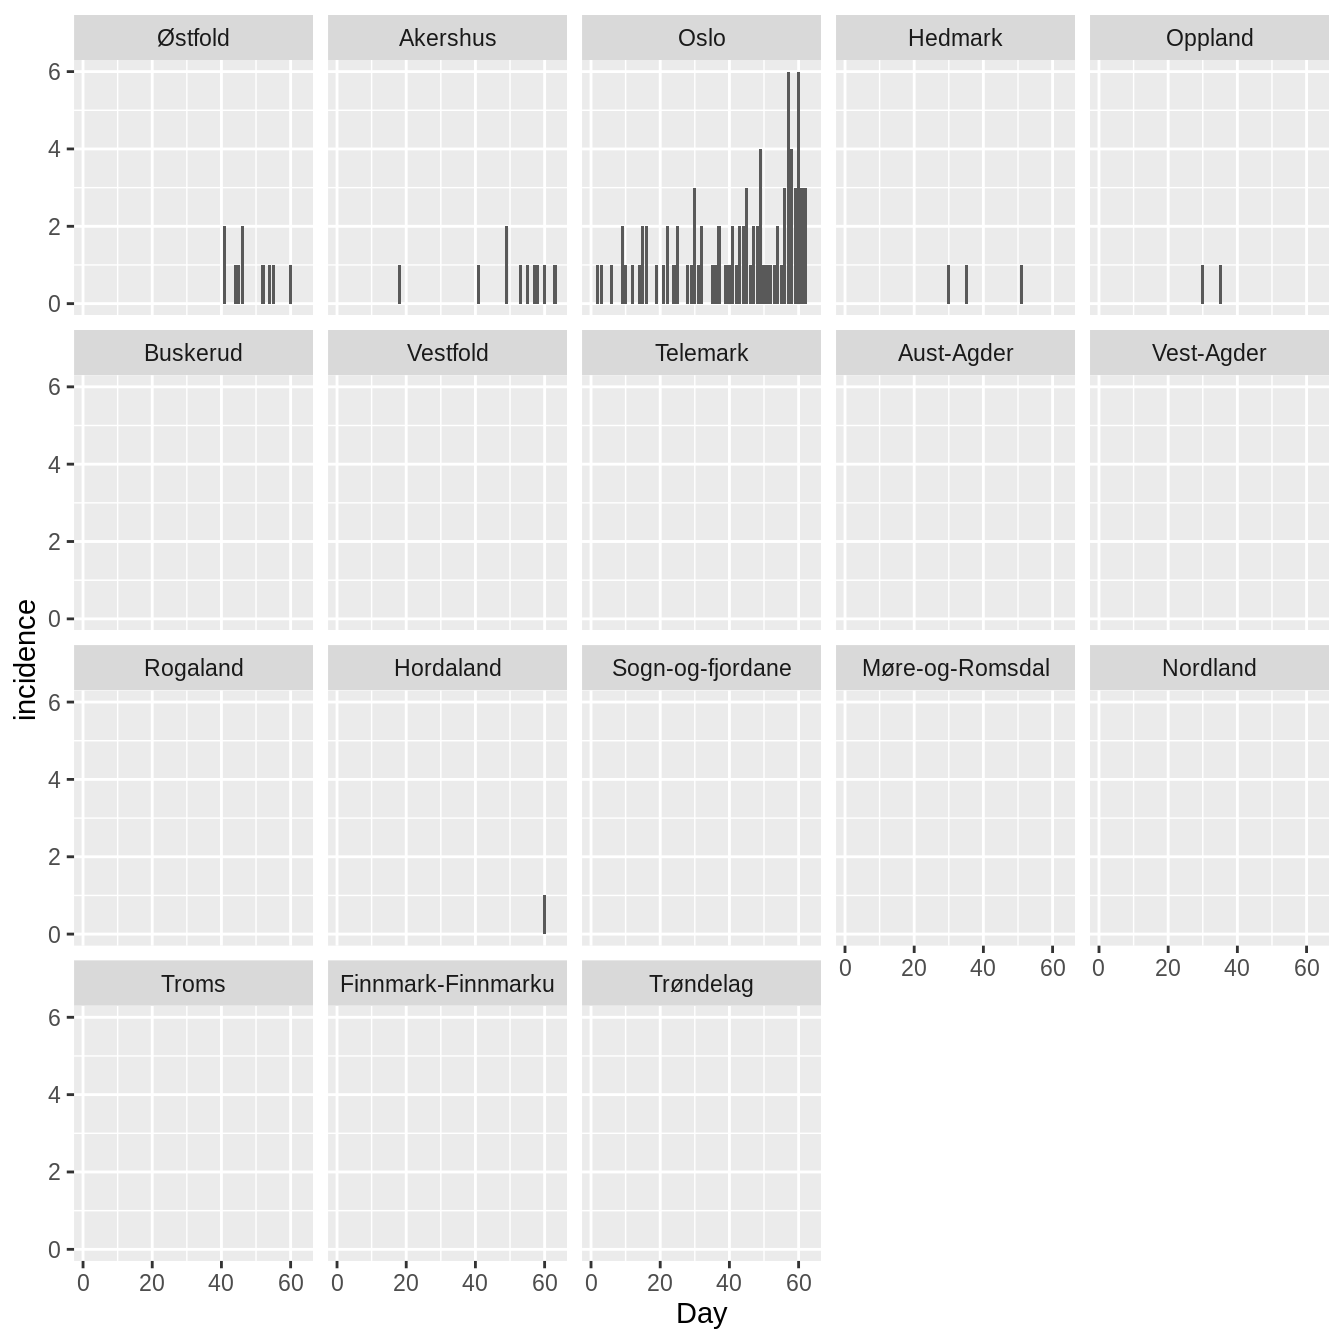 Østfold Akershus Oslo Hedmark Oppland
6
4
2
0
Buskerud Vestfold Telemark Aust-Agder Vest-Agder
6
4
2
0
incidence
Rogaland Hordaland Sogn-og-fjordane Møre-og-Romsdal Nordland
6
4
2
0
0 20 40 60 0 20 40 60
Troms Finnmark-Finnmarku Trøndelag
6
4
2
0
0 20 40 60 0 20 40 60 0 20 40 60
Day